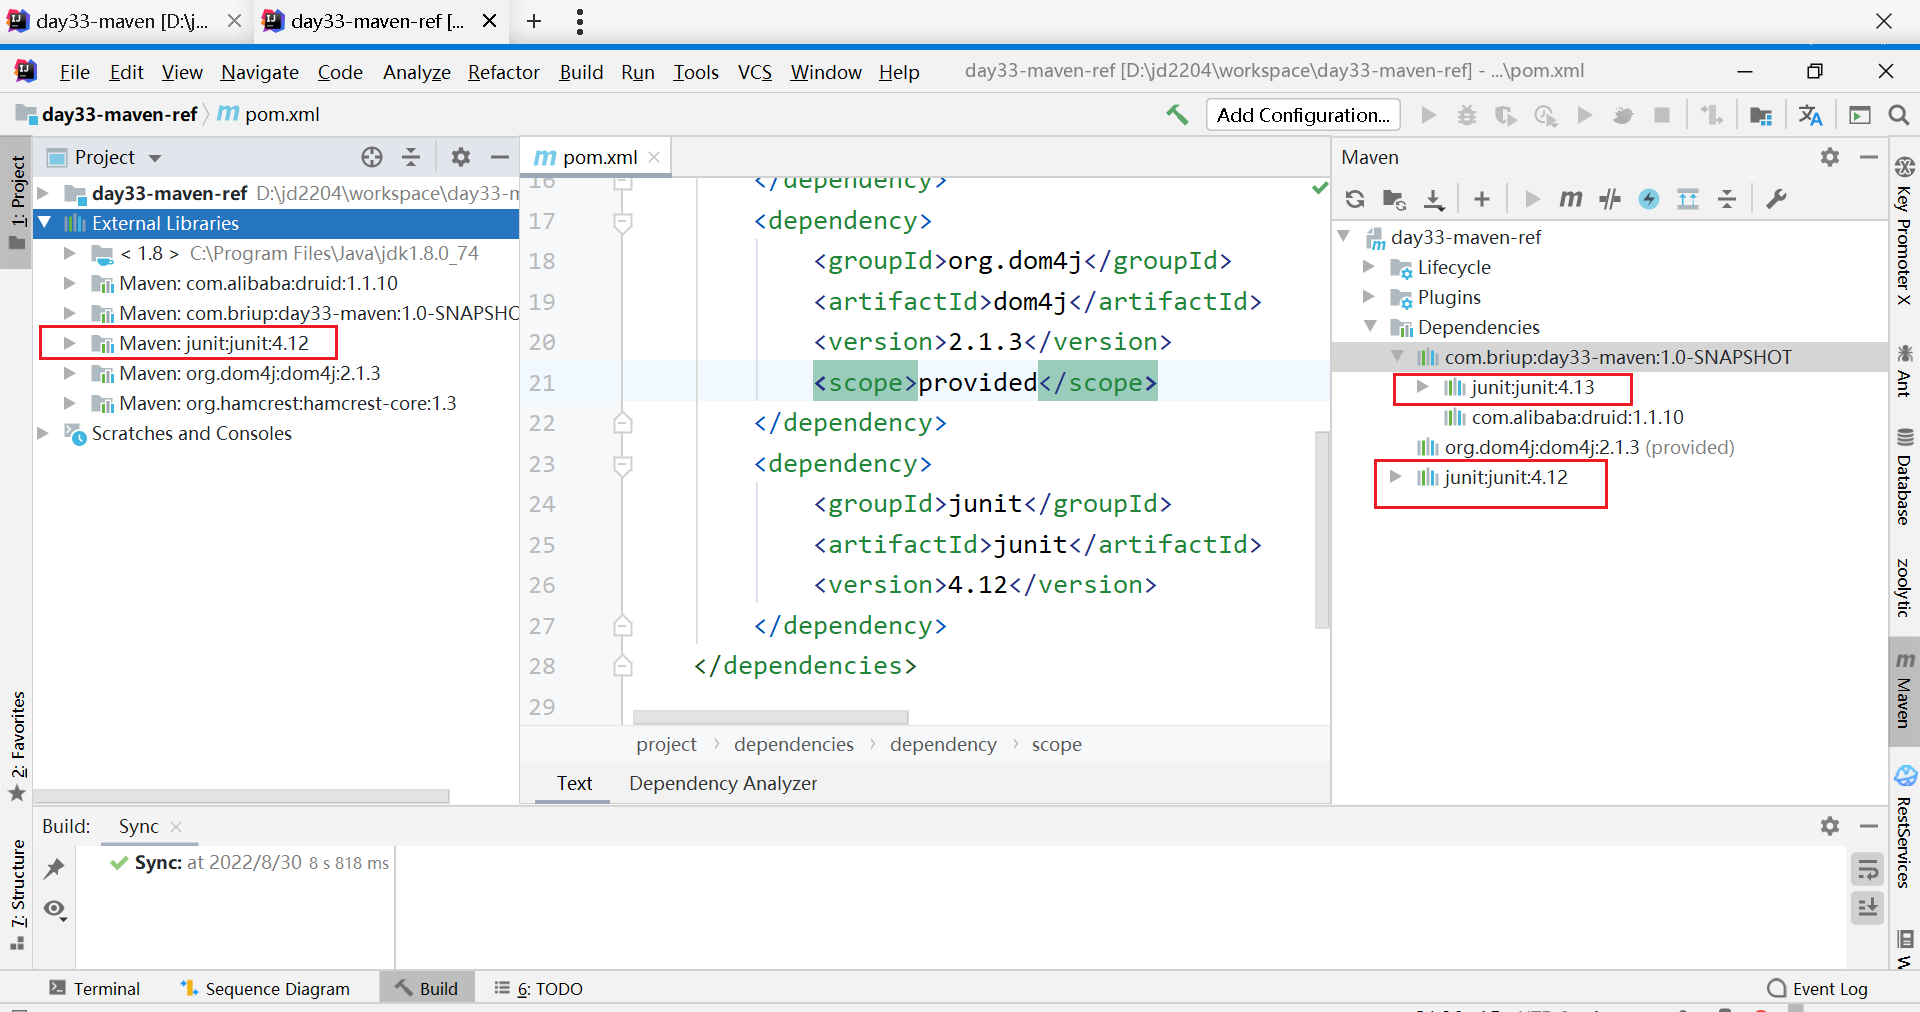 day33-maven [D:\j...
day33-maven-ref [...
File Edit View Navigate Code Analyze Refactor Build Run Tools VCS Window Help
day33-maven-ref [D:\jd2204\workspace\day33-maven-ref] - ...\pom.xml
day33-maven-ref
pom.xml
Add Configuration...
1: Project
2: Favorites
7: Structure
Project
day33-maven-ref D:\jd2204\workspace\day33-m
External Libraries
< 1.8 > C:\Program Files\Java\jdk1.8.0_74
Maven: com.alibaba:druid:1.1.10
Maven: com.briup:day33-maven:1.0-SNAPSHO
Maven: junit:junit:4.12
Maven: org.dom4j:dom4j:2.1.3
Maven: org.hamcrest:hamcrest-core:1.3
Scratches and Consoles
pom.xml
16 </dependency>
17 <dependency>
18 <groupId>org.dom4j</groupId>
19 <artifactId>dom4j</artifactId>
20 <version>2.1.3</version>
21 <scope>provided</scope>
22 </dependency>
23 <dependency>
24 <groupId>junit</groupId>
25 <artifactId>junit</artifactId>
26 <version>4.12</version>
27 </dependency>
28 </dependencies>
29
project › dependencies › dependency › scope
Text Dependency Analyzer
Maven
day33-maven-ref
Lifecycle
Plugins
Dependencies
com.briup:day33-maven:1.0-SNAPSHOT
junit:junit:4.13
com.alibaba:druid:1.1.10
org.dom4j:dom4j:2.1.3 (provided)
junit:junit:4.12
Key Promoter X
Ant
Database
zoolytic
Maven
RestServices
W
Build: Sync
Sync: at 2022/8/30 8 s 818 ms
Terminal
Sequence Diagram
Build
6: TODO
Event Log